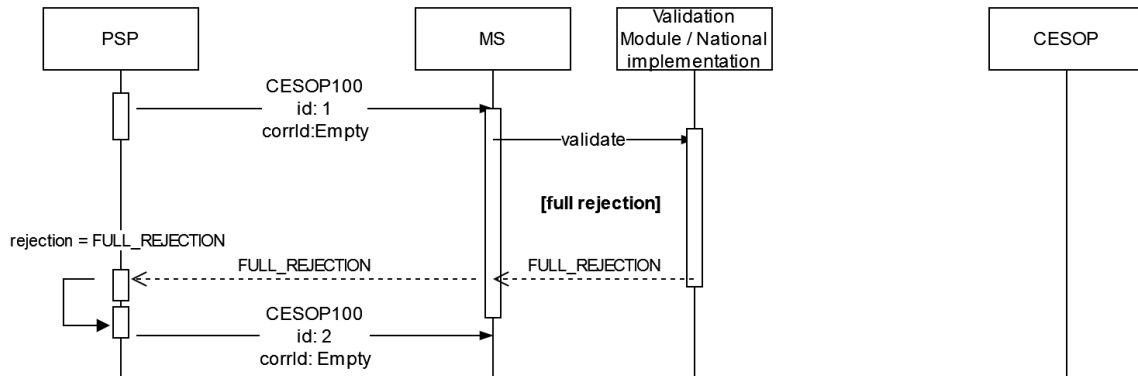 PSP
MS
Validation
Module / National
implementation
CESOP
CESOP100
id: 1
corrId:Empty
validate
[full rejection]
rejection = FULL_REJECTION
FULL_REJECTION
FULL_REJECTION
CESOP100
id: 2
corrId: Empty